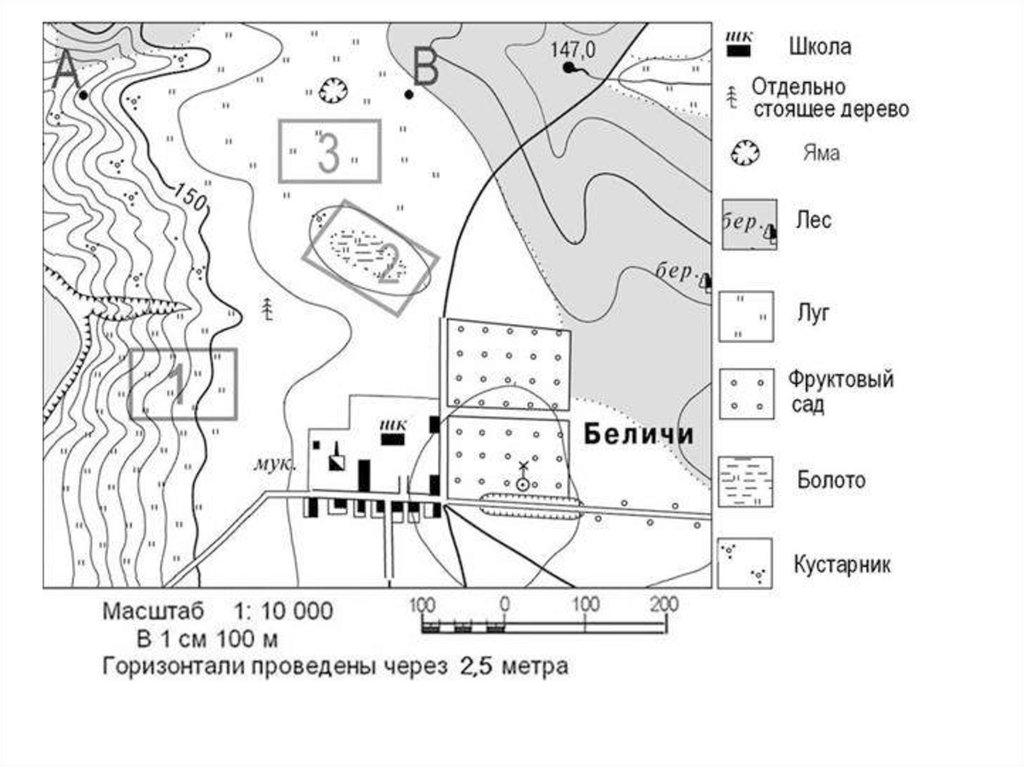 А
В
147,0
3
150
2
бер.
1
шк
Беличи
мук.
шк Школа
Отдельно
стоящее дерево
Яма
бер. Лес
Луг
Фруктовый
сад
Болото
Кустарник
Масштаб 1: 10 000
В 1 см 100 м
Горизонтали проведены через 2,5 метра
100 0 100 200